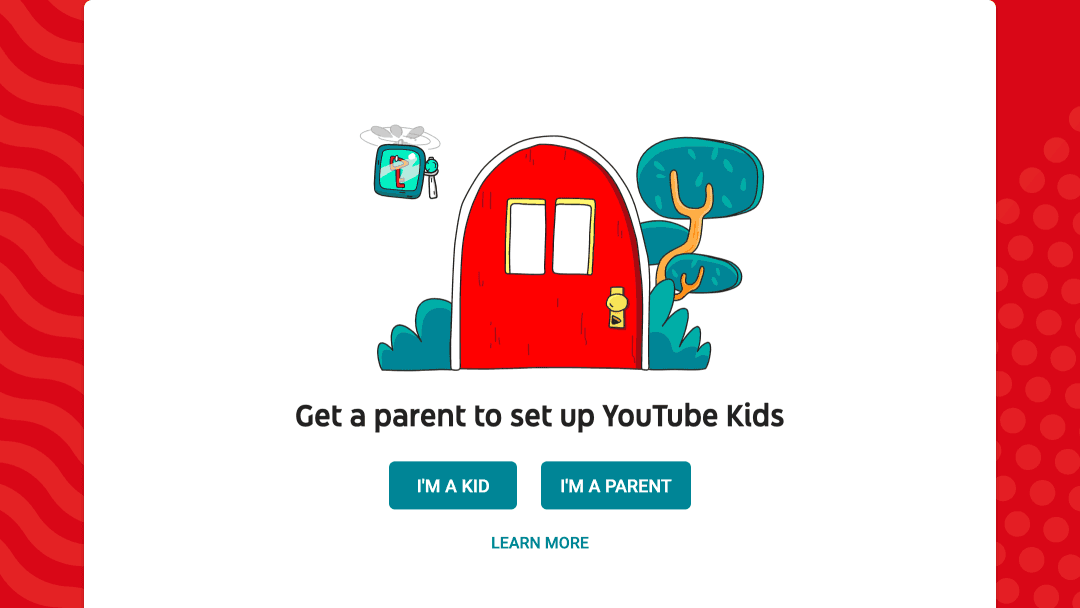 Get a parent to set up YouTube Kids
I'M A KID
I'M A PARENT
LEARN MORE